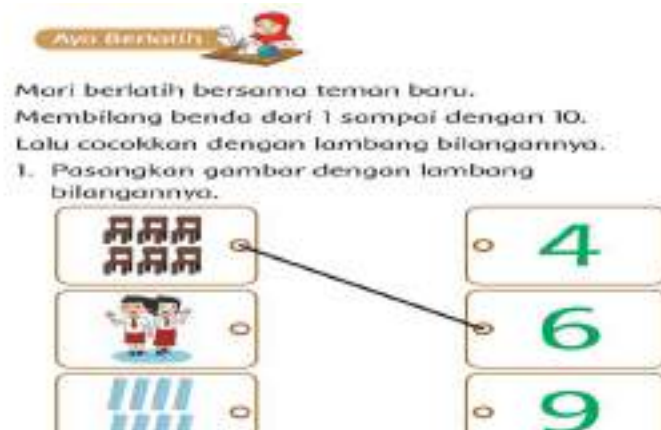 Ayo Berlatih
Mari berlatih bersama teman baru.
Membilang benda dari 1 sampai dengan 10.
Lalu cocokkan dengan lambang bilangannya.
1. Pasangkan gambar dengan lambang
bilangannya.
4
6
9